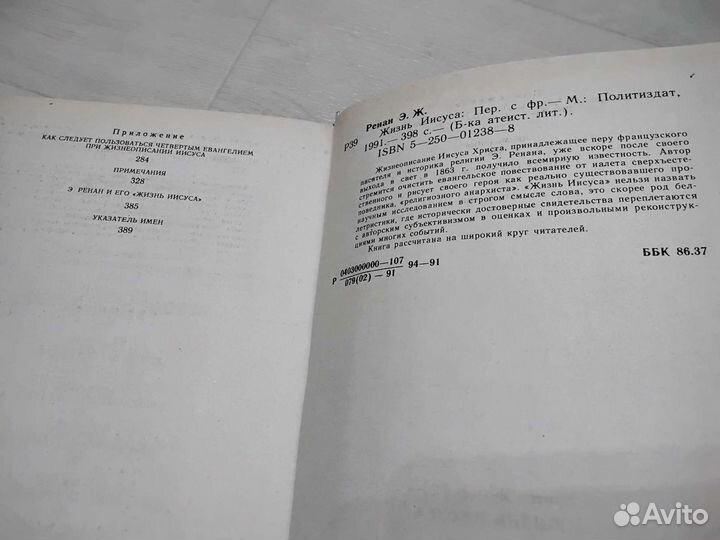 Приложение
КАК СЛЕДУЕТ ПОЛЬЗОВАТЬСЯ ЧЕТВЕРТЫМ ЕВАНГЕЛИЕМ
ПРИ ЖИЗНЕОПИСАНИИ ИИСУСА
284
ПРИМЕЧАНИЯ
328
Э РЕНАН И ЕГО «ЖИЗНЬ ИИСУСА»
385
УКАЗАТЕЛЬ ИМЕН
389
Ренан Э. Ж.
Р39 Жизнь Иисуса: Пер. с фр.— М.: Политиздат,
1991.— 398 с.— (Б-ка атеист. лит.).
ISBN 5—250—01238—8
Жизнеописание Иисуса Христа, принадлежащее перу французского
писателя и историка религии Э. Ренана, уже вскоре после своего
выхода в свет в 1863 г. получило всемирную известность. Автор
стремится очистить евангельское повествование от налета сверхъесте-
ственного и рисует своего героя как реально существовавшего про-
поведника, «религиозного анархиста». «Жизнь Иисуса» нельзя назвать
научным исследованием в строгом смысле слова, это скорее род бел-
летристики, где исторически достоверные свидетельства переплетаются
с авторским субъективизмом в оценках и произвольными реконструк-
циями многих событий.
Книга рассчитана на широкий круг читателей.
Р 0403000000—107
079(02)—91 94—91
ББК 86.37
Avito